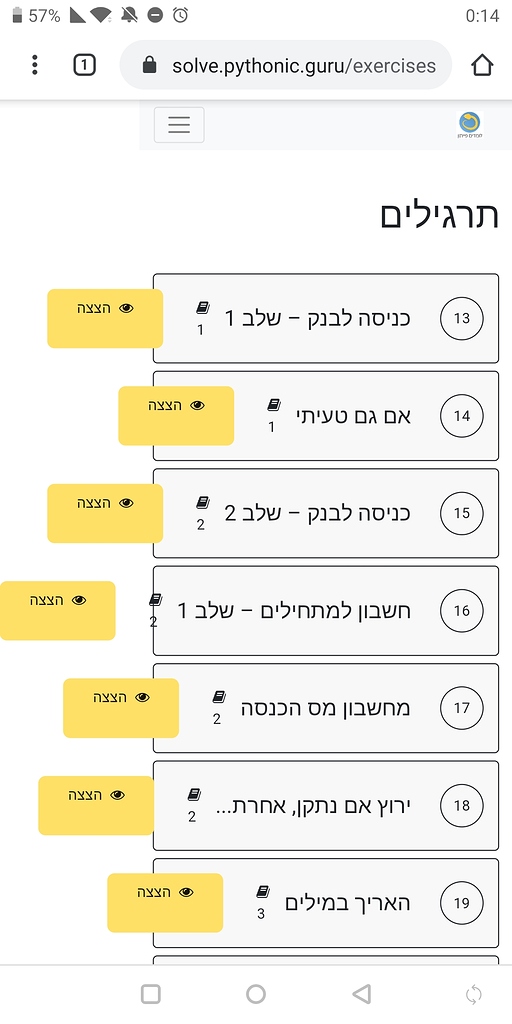 57%
0:14
1
solve.pythonic.guru/exercises
לומדים פייתון
תרגילים
13
כניסה לבנק – שלב 1
1
הצצה
14
אם גם טעיתי
1
הצצה
15
כניסה לבנק – שלב 2
2
הצצה
16
חשבון למתחילים – שלב 1
2
הצצה
17
מחשבון מס הכנסה
2
הצצה
18
ירוץ אם נתקן, אחרת...
2
הצצה
19
האריך במילים
3
הצצה